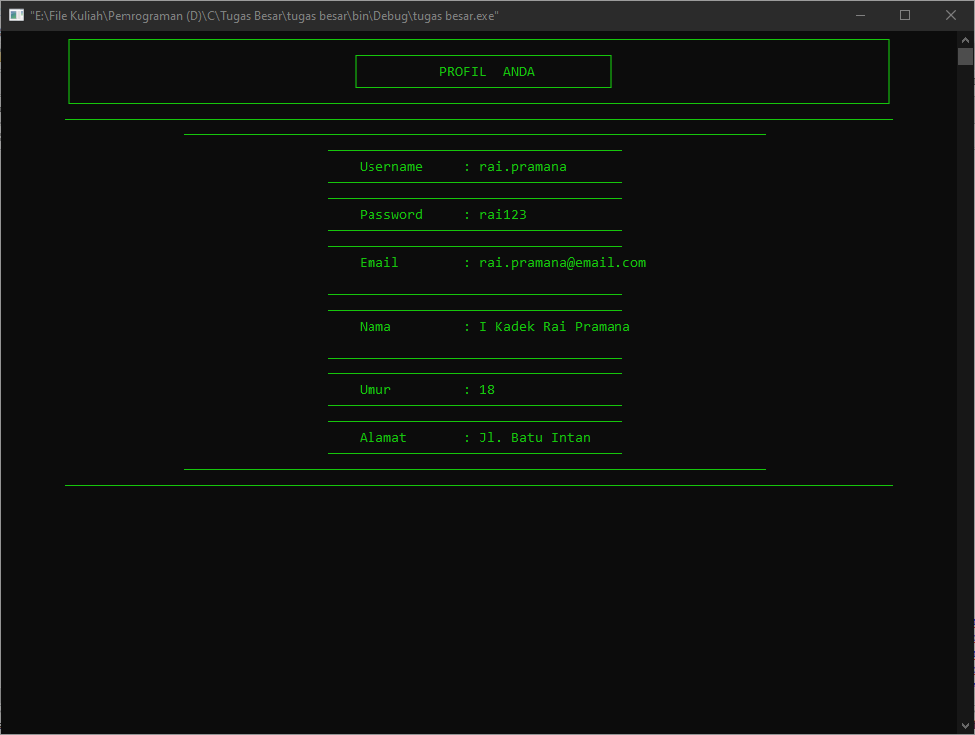 "E:\File Kuliah\Pemrograman (D)\C\Tugas Besar\tugas besar\bin\Debug\tugas besar.exe"
PROFIL ANDA
Username : rai.pramana
Password : rai123
Email : rai.pramana@email.com
Nama : I Kadek Rai Pramana
Umur : 18
Alamat : Jl. Batu Intan